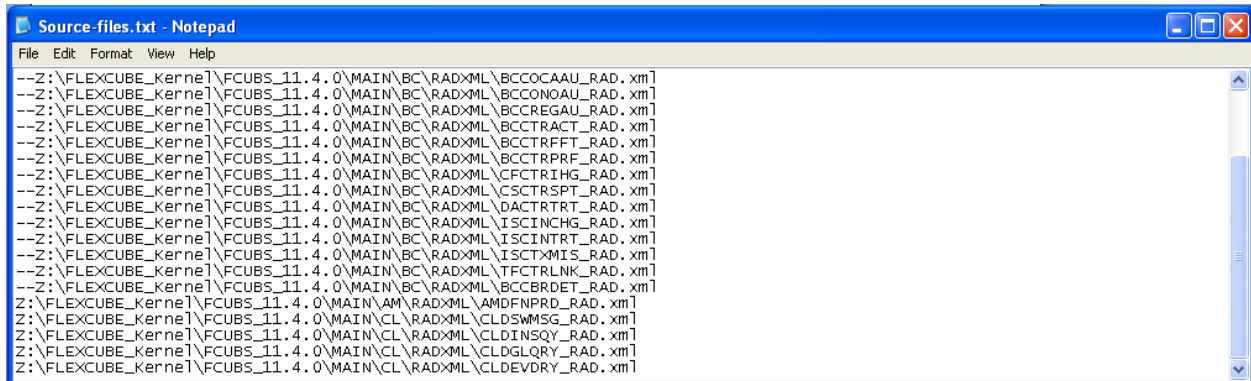 Source-files.txt - Notepad
File Edit Format View Help
--Z:\FLEXCUBE_Kernel\FCUBS_11.4.0\MAIN\BC\RADXML\BCCOCAAU_RAD.xml
--Z:\FLEXCUBE_Kernel\FCUBS_11.4.0\MAIN\BC\RADXML\BCCONOAU_RAD.xml
--Z:\FLEXCUBE_Kernel\FCUBS_11.4.0\MAIN\BC\RADXML\BCCREGAU_RAD.xml
--Z:\FLEXCUBE_Kernel\FCUBS_11.4.0\MAIN\BC\RADXML\BCCTRACT_RAD.xml
--Z:\FLEXCUBE_Kernel\FCUBS_11.4.0\MAIN\BC\RADXML\BCCTRFFT_RAD.xml
--Z:\FLEXCUBE_Kernel\FCUBS_11.4.0\MAIN\BC\RADXML\BCCTRPRF_RAD.xml
--Z:\FLEXCUBE_Kernel\FCUBS_11.4.0\MAIN\BC\RADXML\CFCTRIHG_RAD.xml
--Z:\FLEXCUBE_Kernel\FCUBS_11.4.0\MAIN\BC\RADXML\CSCTRSPT_RAD.xml
--Z:\FLEXCUBE_Kernel\FCUBS_11.4.0\MAIN\BC\RADXML\DACTRTRT_RAD.xml
--Z:\FLEXCUBE_Kernel\FCUBS_11.4.0\MAIN\BC\RADXML\ISCINCHG_RAD.xml
--Z:\FLEXCUBE_Kernel\FCUBS_11.4.0\MAIN\BC\RADXML\ISCINTRT_RAD.xml
--Z:\FLEXCUBE_Kernel\FCUBS_11.4.0\MAIN\BC\RADXML\ISCTXMIS_RAD.xml
--Z:\FLEXCUBE_Kernel\FCUBS_11.4.0\MAIN\BC\RADXML\TFCTRLNK_RAD.xml
--Z:\FLEXCUBE_Kernel\FCUBS_11.4.0\MAIN\BC\RADXML\BCCBRDET_RAD.xml
Z:\FLEXCUBE_Kernel\FCUBS_11.4.0\MAIN\AM\RADXML\AMDFNPRD_RAD.xml
Z:\FLEXCUBE_Kernel\FCUBS_11.4.0\MAIN\CL\RADXML\CLDSWMSG_RAD.xml
Z:\FLEXCUBE_Kernel\FCUBS_11.4.0\MAIN\CL\RADXML\CLDINSQY_RAD.xml
Z:\FLEXCUBE_Kernel\FCUBS_11.4.0\MAIN\CL\RADXML\CLDGLQRY_RAD.xml
Z:\FLEXCUBE_Kernel\FCUBS_11.4.0\MAIN\CL\RADXML\CLDEVDRY_RAD.xml